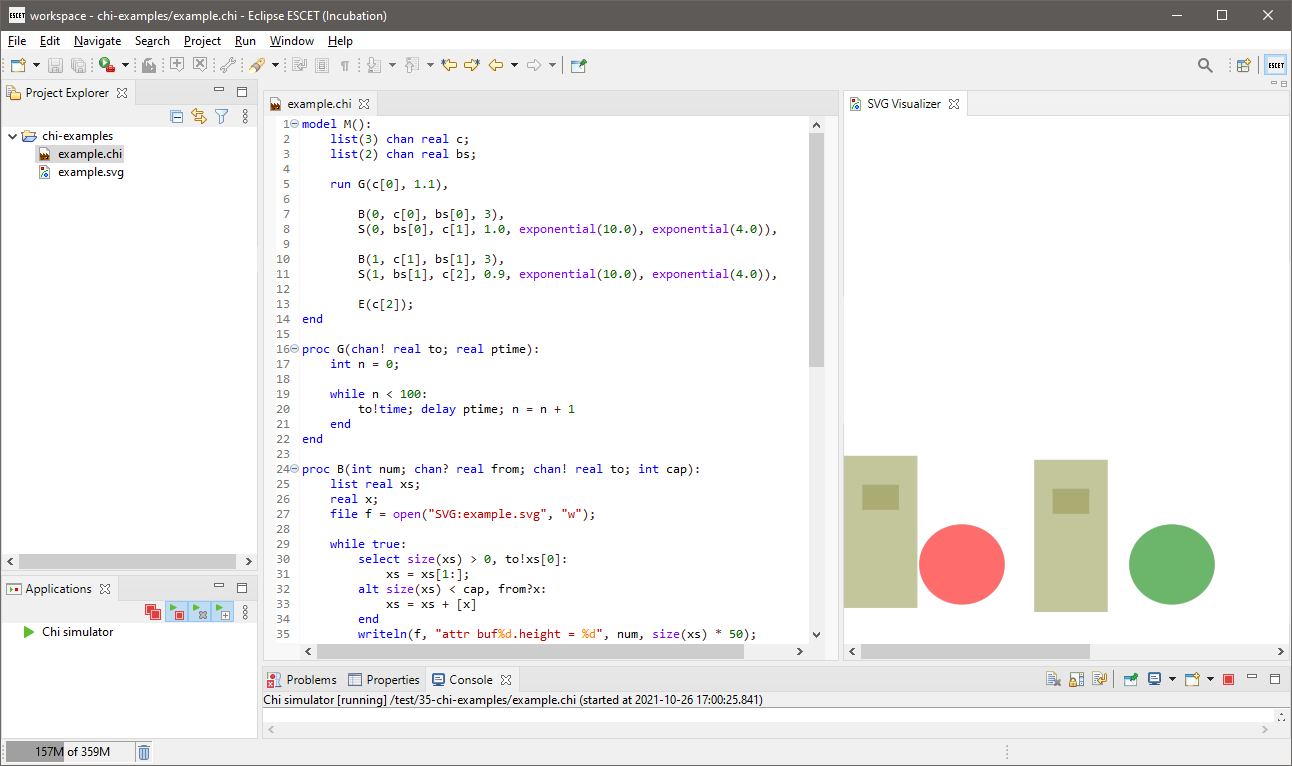 ESCET workspace - chi-examples/example.chi - Eclipse ESCET (Incubation)
File Edit Navigate Search Project Run Window Help
ESCET
Project Explorer
chi-examples
example.chi
example.svg
example.chi
1 model M():
2     list(3) chan real c;
3     list(2) chan real bs;
4
5     run G(c[0], 1.1),
6
7         B(0, c[0], bs[0], 3),
8         S(0, bs[0], c[1], 1.0, exponential(10.0), exponential(4.0)),
9
10         B(1, c[1], bs[1], 3),
11         S(1, bs[1], c[2], 0.9, exponential(10.0), exponential(4.0)),
12
13         E(c[2]);
14 end
15
16 proc G(chan! real to; real ptime):
17     int n = 0;
18
19     while n < 100:
20         to!time; delay ptime; n = n + 1
21     end
22 end
23
24 proc B(int num; chan? real from; chan! real to; int cap):
25     list real xs;
26     real x;
27     file f = open("SVG:example.svg", "w");
28
29     while true:
30         select size(xs) > 0, to!xs[0]:
31             xs = xs[1:];
32         alt size(xs) < cap, from?x:
33             xs = xs + [x]
34         end
35         writeln(f, "attr buf%d.height = %d", num, size(xs) * 50);
SVG Visualizer
Applications
Chi simulator
Problems Properties Console
Chi simulator [running] /test/35-chi-examples/example.chi (started at 2021-10-26 17:00:25.841)
157M of 359M